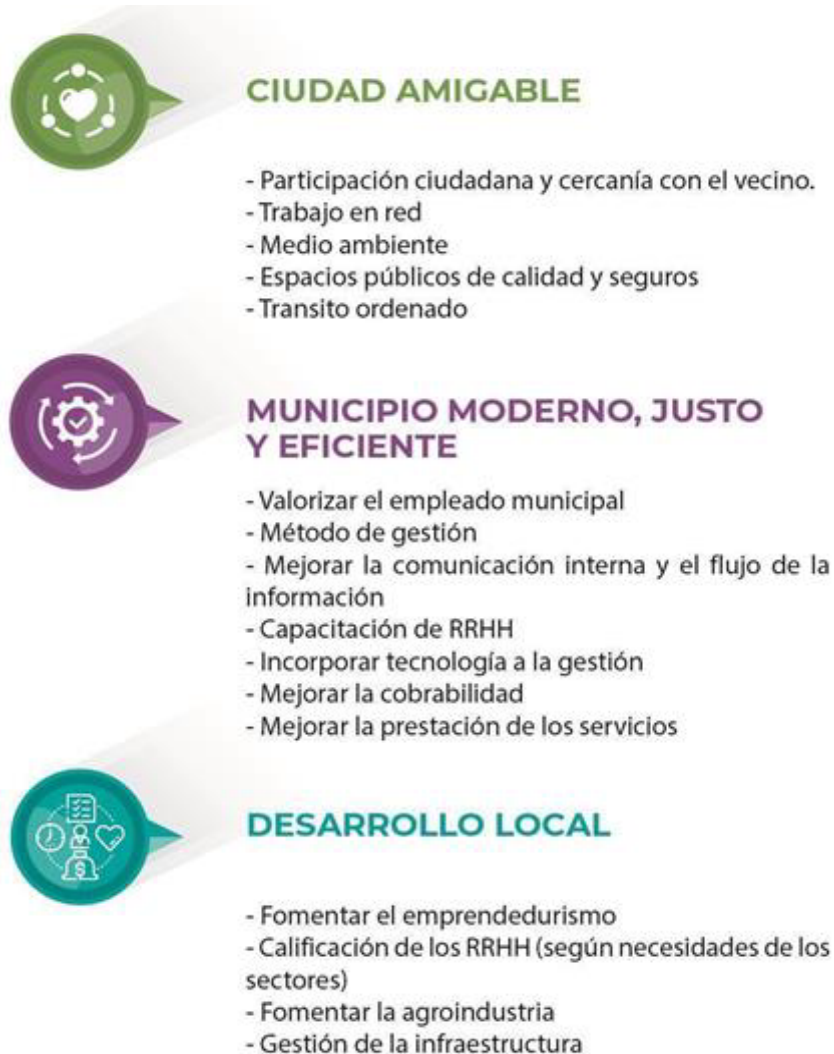 CIUDAD AMIGABLE
- Participación ciudadana y cercanía con el vecino.
- Trabajo en red
- Medio ambiente
- Espacios públicos de calidad y seguros
- Transito ordenado
MUNICIPIO MODERNO, JUSTO
Y EFICIENTE
- Valorizar el empleado municipal
- Método de gestión
- Mejorar la comunicación interna y el flujo de la
información
- Capacitación de RRHH
- Incorporar tecnología a la gestión
- Mejorar la cobrabilidad
- Mejorar la prestación de los servicios
DESARROLLO LOCAL
- Fomentar el emprendedurismo
- Calificación de los RRHH (según necesidades de los
sectores)
- Fomentar la agroindustria
- Gestión de la infraestructura